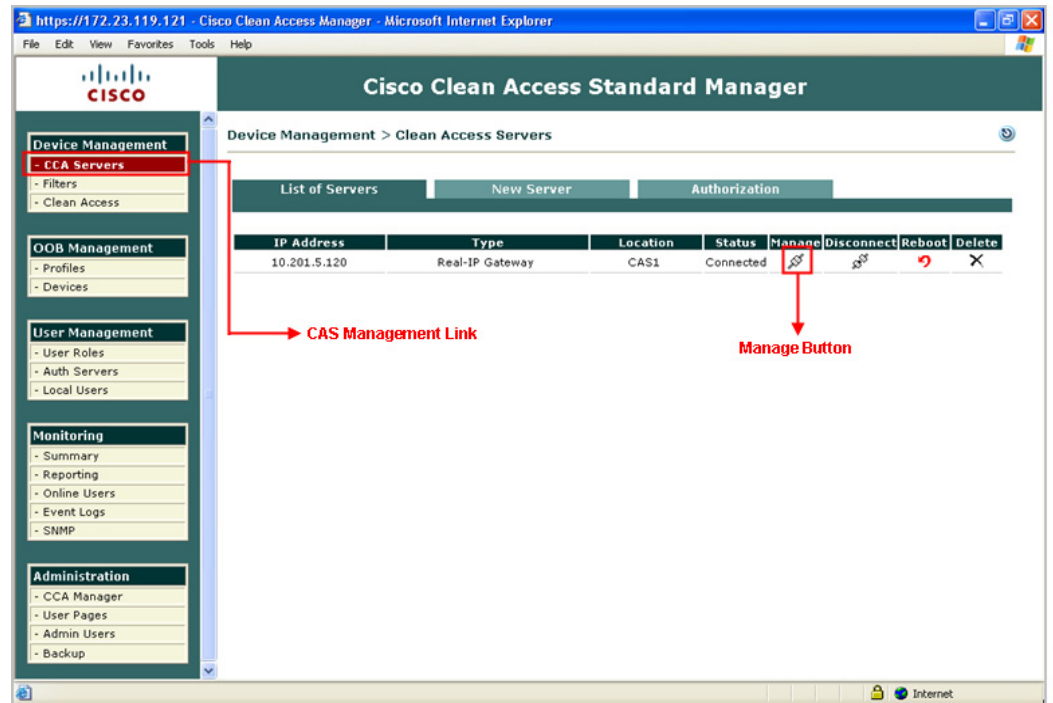 https://172.23.119.121 - Cisco Clean Access Manager - Microsoft Internet Explorer
File Edit View Favorites Tools Help
CISCO
Cisco Clean Access Standard Manager
Device Management
- CCA Servers
- Filters
- Clean Access
OOB Management
- Profiles
- Devices
User Management
- User Roles
- Auth Servers
- Local Users
Monitoring
- Summary
- Reporting
- Online Users
- Event Logs
- SNMP
Administration
- CCA Manager
- User Pages
- Admin Users
- Backup
Device Management > Clean Access Servers
List of Servers New Server Authorization
IP Address Type Location Status Manage Disconnect Reboot Delete
10.201.5.120 Real-IP Gateway CAS1 Connected
CAS Management Link
Manage Button
Internet